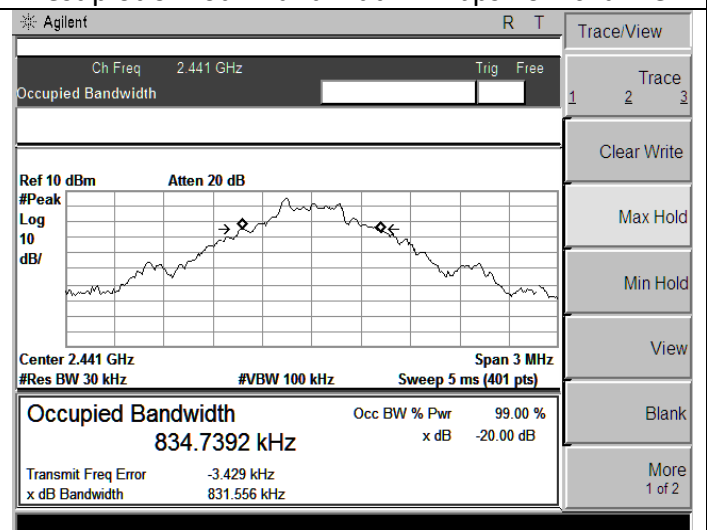 Agilent R T
Trace/View
Ch Freq 2.441 GHz Trig Free
Occupied Bandwidth
Trace
1 2 3
Clear Write
Ref 10 dBm Atten 20 dB
#Peak
Log
10
dB/
Max Hold
Min Hold
View
Center 2.441 GHz Span 3 MHz
#Res BW 30 kHz #VBW 100 kHz Sweep 5 ms (401 pts)
Occupied Bandwidth Occ BW % Pwr 99.00 %
834.7392 kHz x dB -20.00 dB
Blank
Transmit Freq Error -3.429 kHz
x dB Bandwidth 831.556 kHz
More
1 of 2